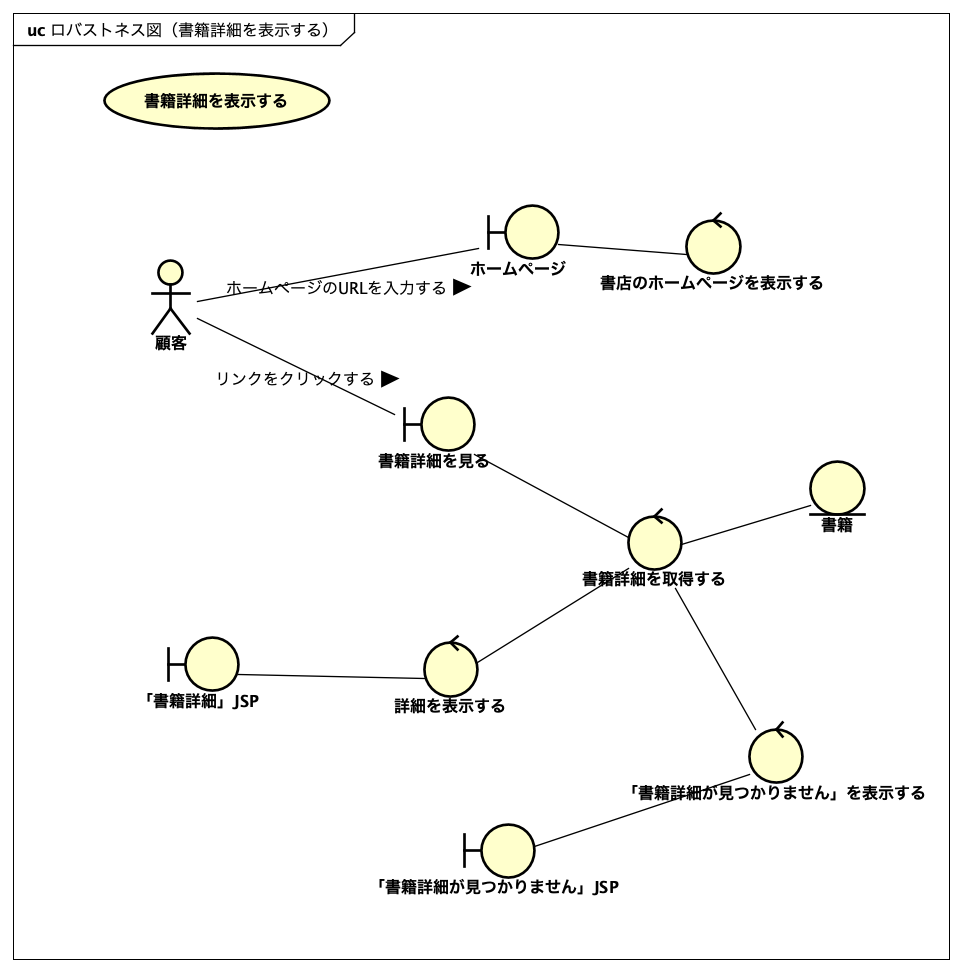 uc ロバストネス図（書籍詳細を表示する）
書籍詳細を表示する
ホームページ
書店のホームページを表示する
ホームページのURLを入力する
顧客
リンクをクリックする
書籍詳細を見る
書籍
書籍詳細を取得する
「書籍詳細」JSP
詳細を表示する
「書籍詳細が見つかりません」を表示する
「書籍詳細が見つかりません」JSP